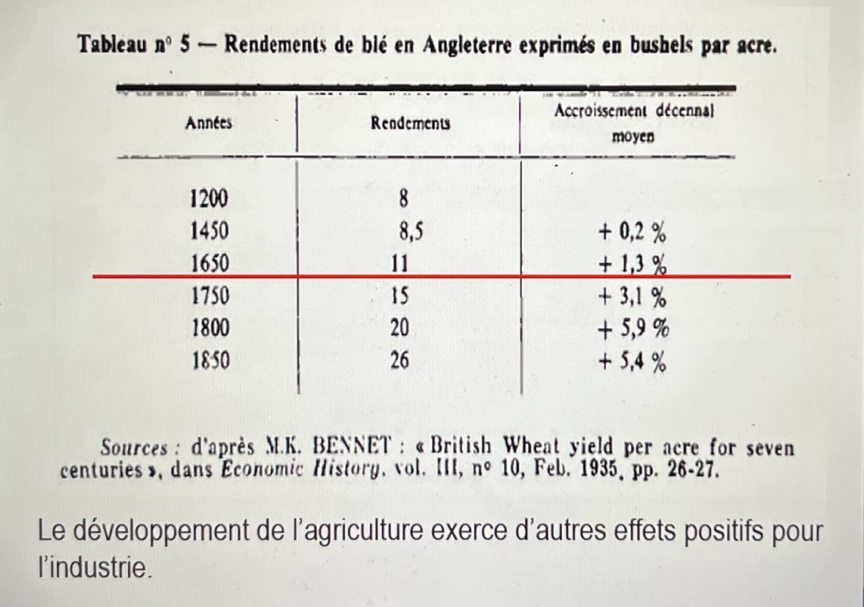 Tableau nº 5 — Rendements de blé en Angleterre exprimés en bushels par acre.
Années Rendements Accroissement décennal moyen
1200 8
1450 8,5 + 0,2 %
1650 11 + 1,3 %
1750 15 + 3,1 %
1800 20 + 5,9 %
1850 26 + 5,4 %
Sources : d'après M.K. BENNET : « British Wheat yield per acre for seven
centuries », dans Economic History, vol. III, nº 10, Feb. 1935, pp. 26-27.
Le développement de l'agriculture exerce d'autres effets positifs pour
l'industrie.